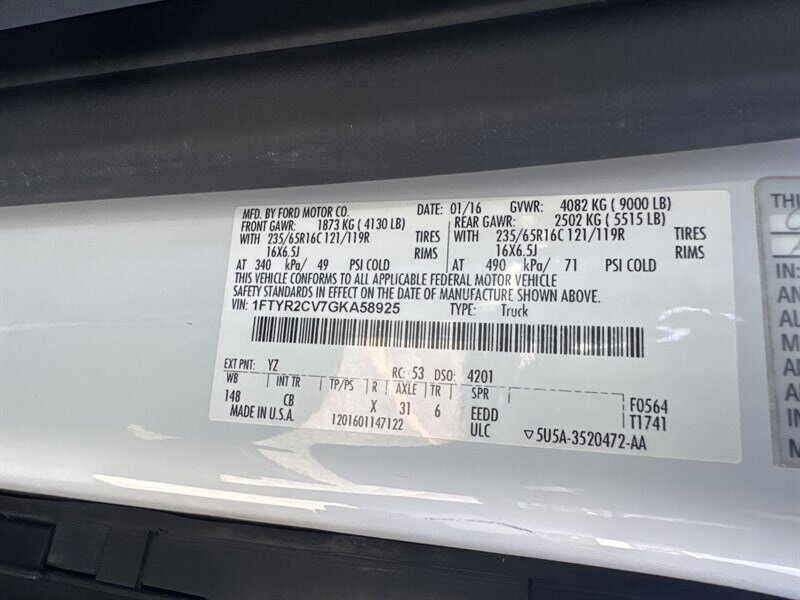 MFD. BY FORD MOTOR CO. DATE: 01/16 GVWR: 4082 KG ( 9000 LB)
FRONT GAWR: 1873 KG ( 4130 LB) REAR GAWR: 2502 KG ( 5515 LB)
WITH 235/65R16C 121/119R TIRES WITH 235/65R16C 121/119R TIRES
16X6.5J RIMS 16X6.5J RIMS
AT 340 kPa/ 49 PSI COLD AT 490 kPa/ 71 PSI COLD
THIS VEHICLE CONFORMS TO ALL APPLICABLE FEDERAL MOTOR VEHICLE
SAFETY STANDARDS IN EFFECT ON THE DATE OF MANUFACTURE SHOWN ABOVE.
VIN: 1FTYR2CV7GKA58925 TYPE: Truck
EXT PNT: YZ RC: 53 DSO: 4201
WB INT TR TP/PS R AXLE TR SPR
148 CB X 31 6 EEDD F0564
MADE IN U.S.A. 1201601147122 ULC ▽5U5A-3520472-AA T1741
THI
IN: